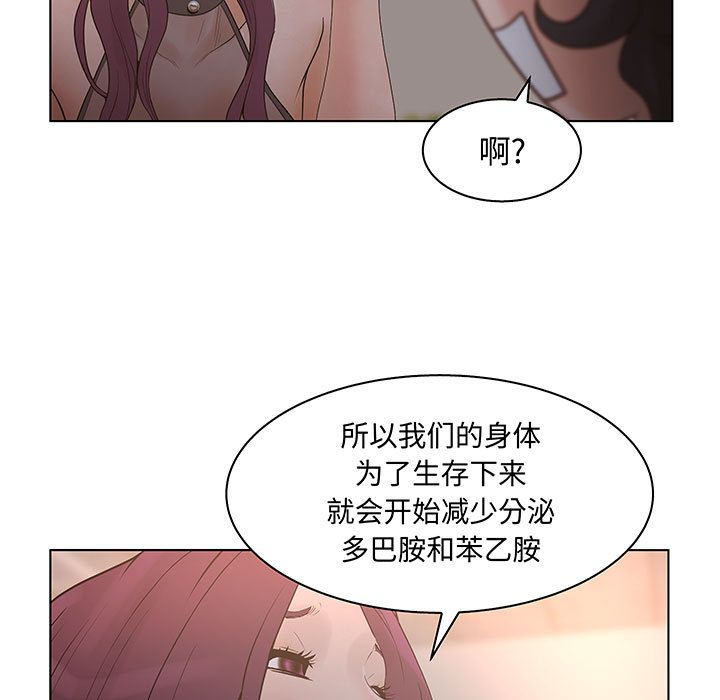 啊?
所以我们的身体
为了生存下来
就会开始减少分泌
多巴胺和苯乙胺